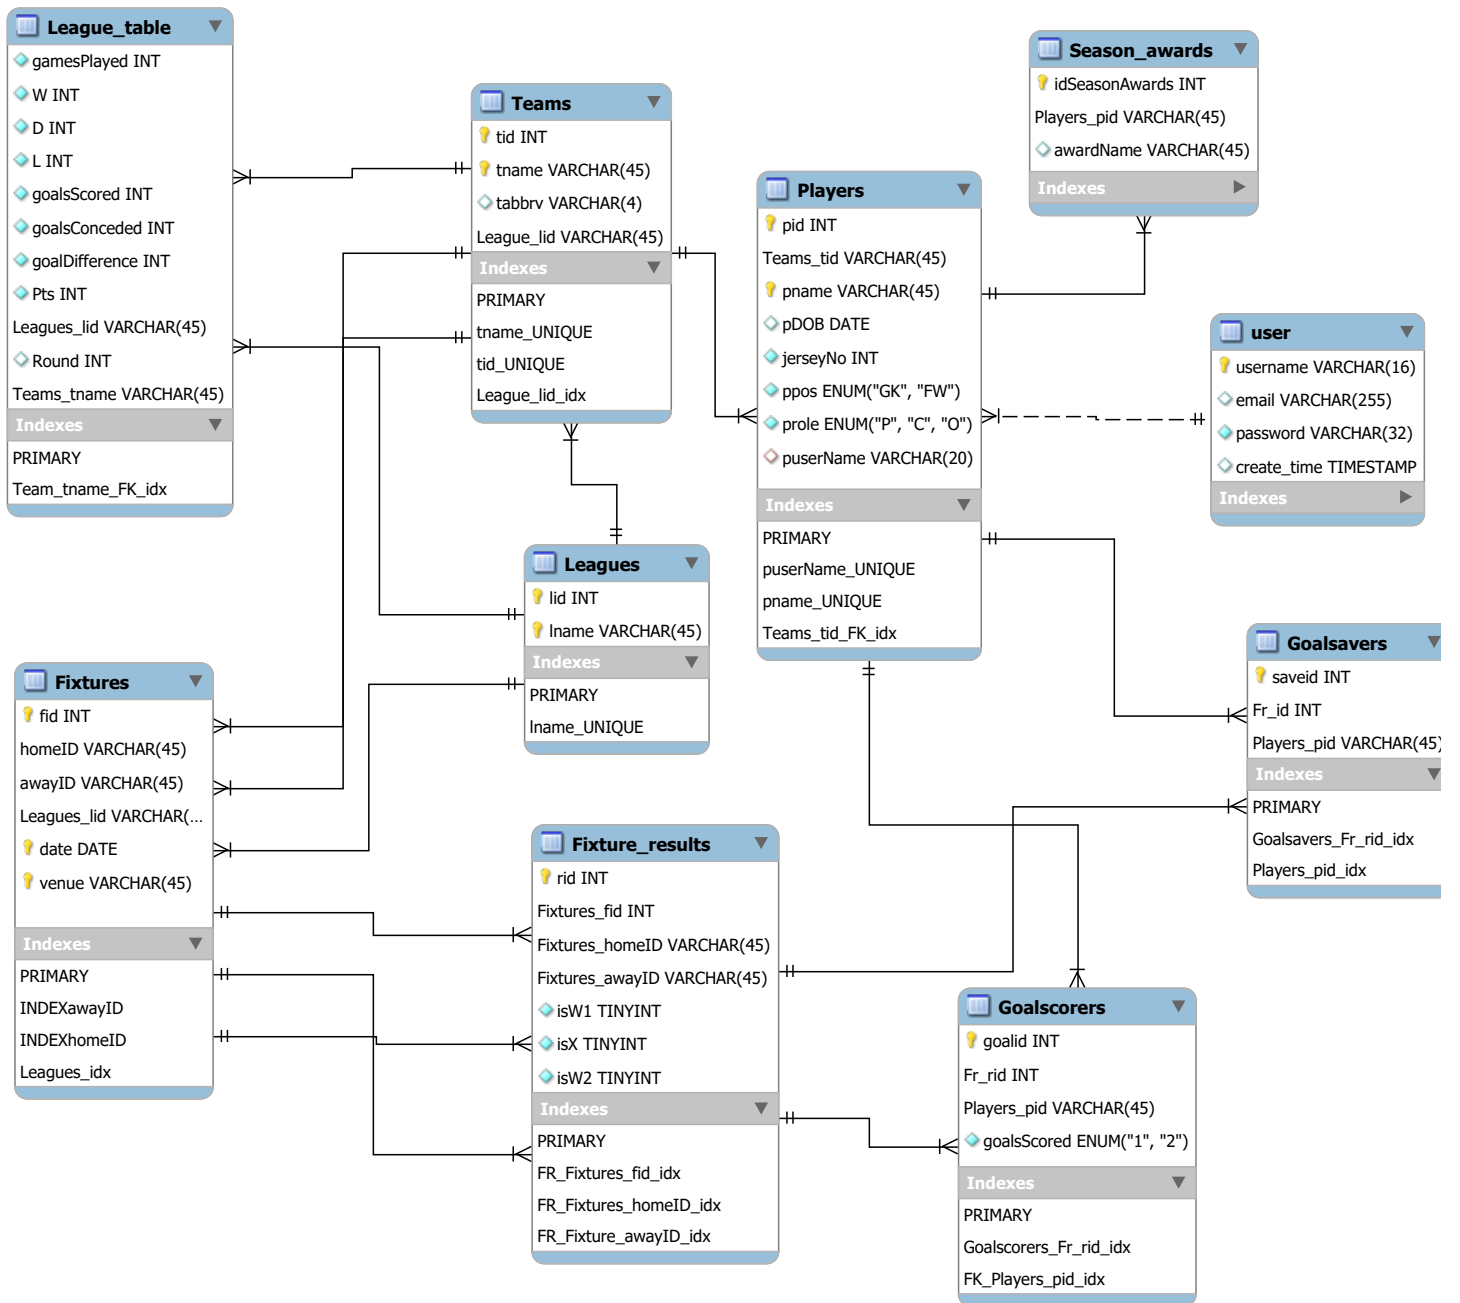 League_table
gamesPlayed INT
W INT
D INT
L INT
goalsScored INT
goalsConceded INT
goalDifference INT
Pts INT
Leagues_lid VARCHAR(45)
Round INT
Teams_tname VARCHAR(45)
Indexes
PRIMARY
Team_tname_FK_idx
Teams
tid INT
tname VARCHAR(45)
tabbrv VARCHAR(4)
League_lid VARCHAR(45)
Indexes
PRIMARY
tname_UNIQUE
tid_UNIQUE
League_lid_idx
Season_awards
idSeasonAwards INT
Players_pid VARCHAR(45)
awardName VARCHAR(45)
Indexes
Players
pid INT
Teams_tid VARCHAR(45)
pname VARCHAR(45)
pDOB DATE
jerseyNo INT
ppos ENUM("GK", "FW")
prole ENUM("P", "C", "O")
puserName VARCHAR(20)
Indexes
PRIMARY
puserName_UNIQUE
pname_UNIQUE
Teams_tid_FK_idx
user
username VARCHAR(16)
email VARCHAR(255)
password VARCHAR(32)
create_time TIMESTAMP
Indexes
Leagues
lid INT
lname VARCHAR(45)
Indexes
PRIMARY
lname_UNIQUE
Goalsavers
saveid INT
Fr_id INT
Players_pid VARCHAR(45)
Indexes
PRIMARY
Goalsavers_Fr_rid_idx
Players_pid_idx
Fixtures
fid INT
homeID VARCHAR(45)
awayID VARCHAR(45)
Leagues_lid VARCHAR(...
date DATE
venue VARCHAR(45)
Indexes
PRIMARY
INDEXawayID
INDEXhomeID
Leagues_idx
Fixture_results
rid INT
Fixtures_fid INT
Fixtures_homeID VARCHAR(45)
Fixtures_awayID VARCHAR(45)
isW1 TINYINT
isX TINYINT
isW2 TINYINT
Indexes
PRIMARY
FR_Fixtures_fid_idx
FR_Fixtures_homeID_idx
FR_Fixture_awayID_idx
Goalscorers
goalid INT
Fr_rid INT
Players_pid VARCHAR(45)
goalsScored ENUM("1", "2")
Indexes
PRIMARY
Goalscorers_Fr_rid_idx
FK_Players_pid_idx